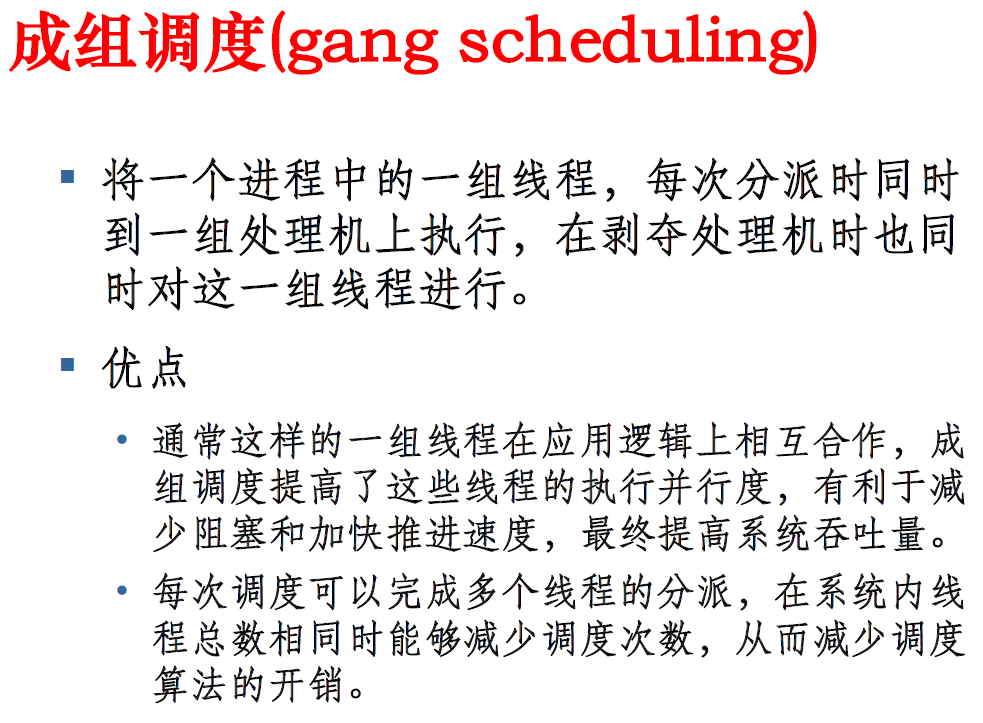 成组调度(gang scheduling)
将一个进程中的一组线程，每次分派时同时
到一组处理机上执行，在剥夺处理机时也同
时对这一组线程进行。
优点
通常这样的一组线程在应用逻辑上相互合作，成
组调度提高了这些线程的执行并行度，有利于减
少阻塞和加快推进速度，最终提高系统吞吐量。
每次调度可以完成多个线程的分派，在系统内线
程总数相同时能够减少调度次数，从而减少调度
算法的开销。